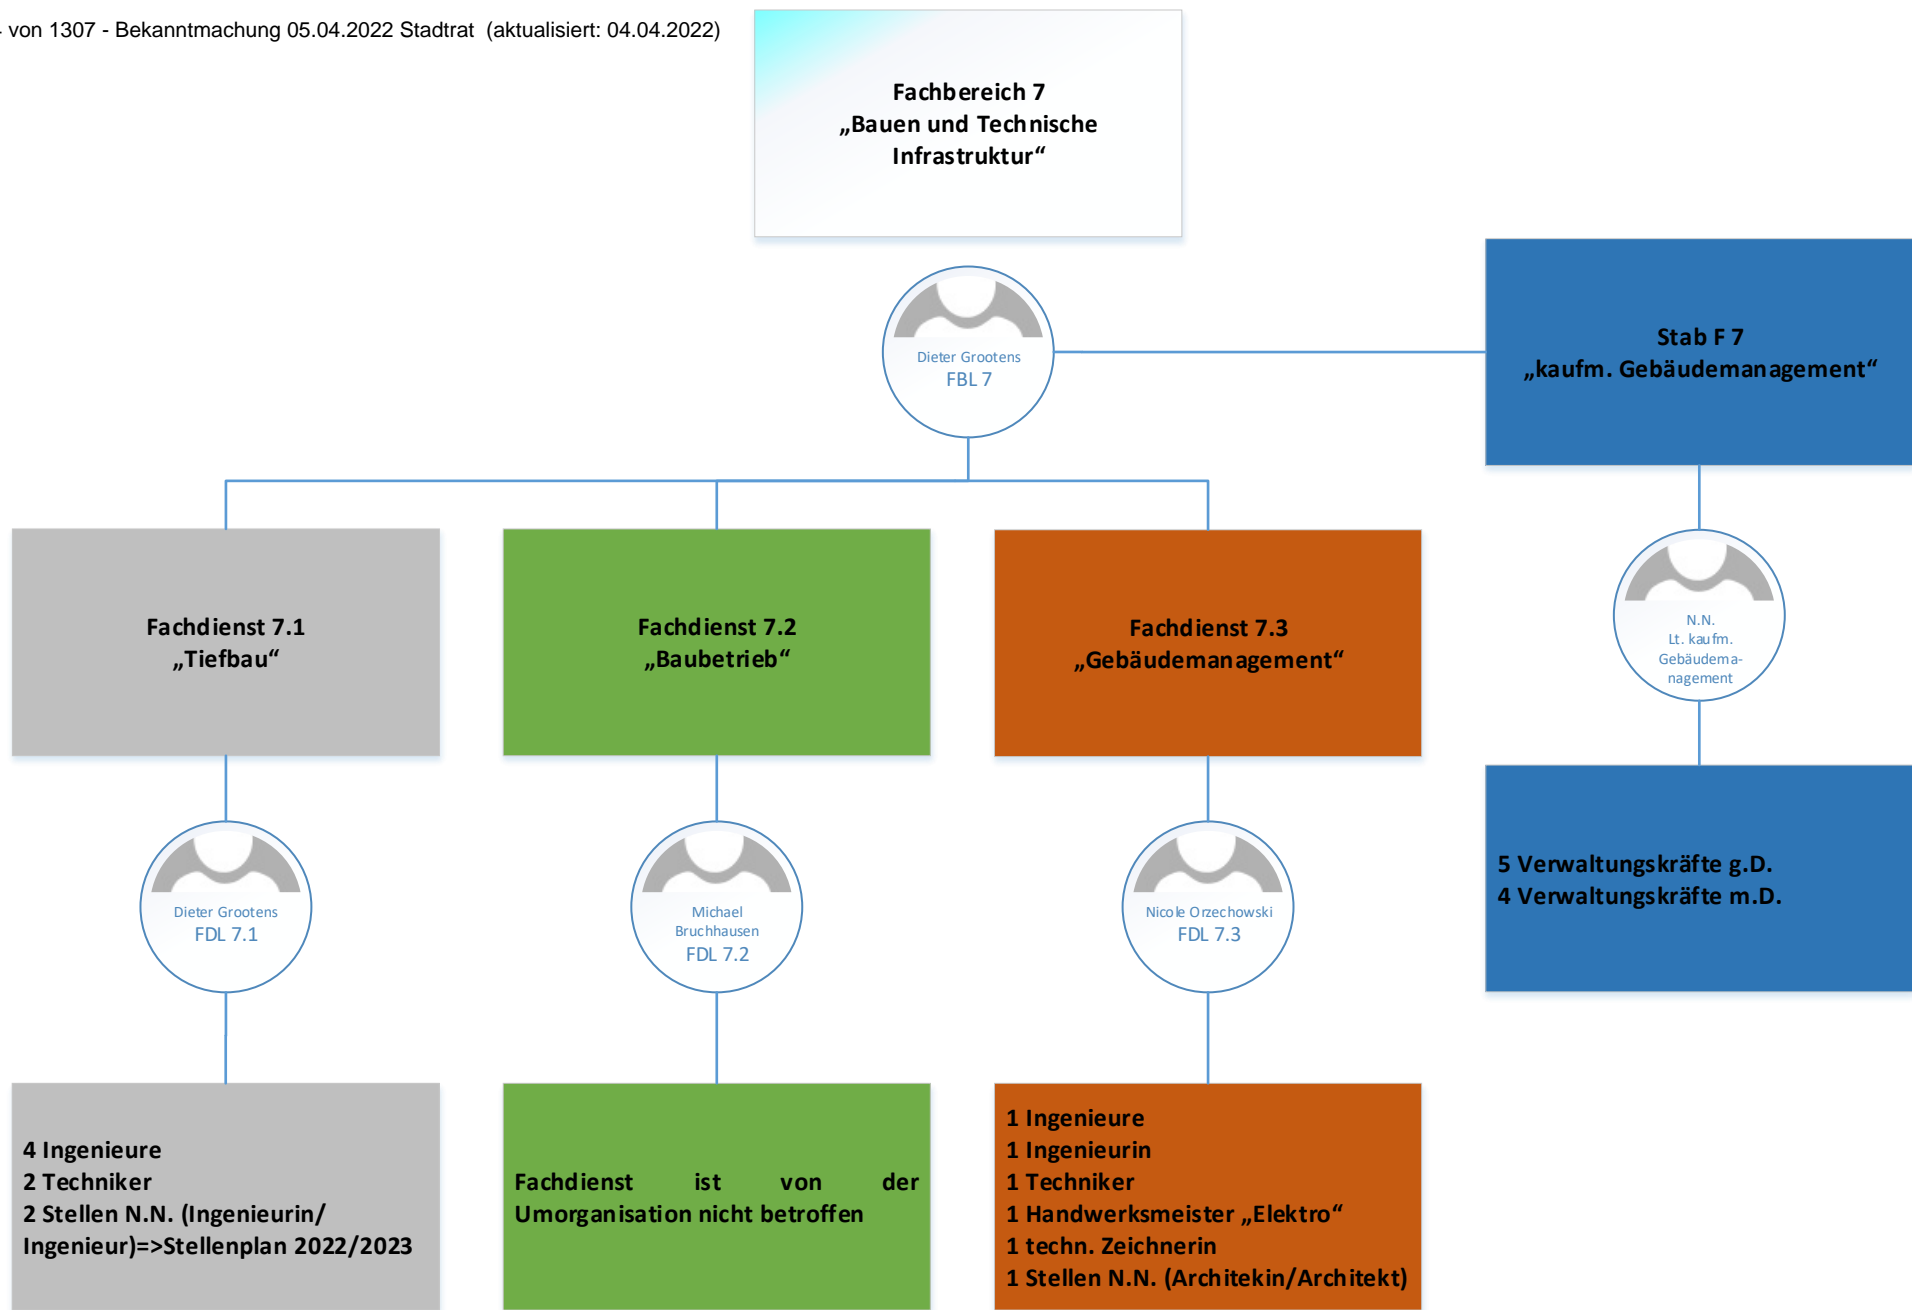 von 1307 - Bekanntmachung 05.04.2022 Stadtrat (aktualisiert: 04.04.2022)
Fachbereich 7
„Bauen und Technische
Infrastruktur“
Dieter Grootens
FBL 7
Stab F 7
„kaufm. Gebäudemanagement“
Fachdienst 7.1
„Tiefbau“
Fachdienst 7.2
„Baubetrieb“
Fachdienst 7.3
„Gebäudemanagement“
N.N.
Lt. kaufm.
Gebäudema-
nagement
Dieter Grootens
FDL 7.1
Michael
Bruchhausen
FDL 7.2
Nicole Orzechowski
FDL 7.3
5 Verwaltungskräfte g.D.
4 Verwaltungskräfte m.D.
4 Ingenieure
2 Techniker
2 Stellen N.N. (Ingenieurin/
Ingenieur)=>Stellenplan 2022/2023
Fachdienst ist von der
Umorganisation nicht betroffen
1 Ingenieure
1 Ingenieurin
1 Techniker
1 Handwerksmeister „Elektro“
1 techn. Zeichnerin
1 Stellen N.N. (Architekin/Architekt)